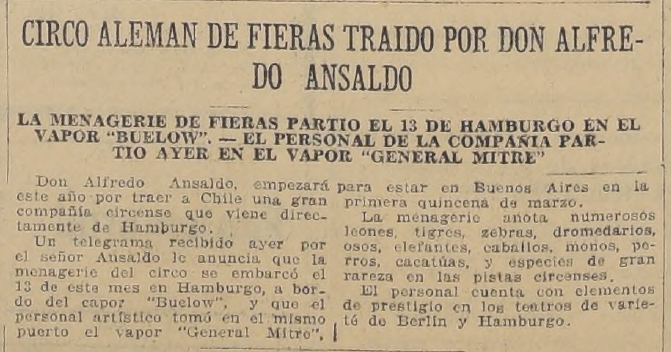 CIRCO ALEMAN DE FIERAS TRAIDO POR DON ALFRE-
DO ANSALDO
LA MENAGERIE DE FIERAS PARTIO EL 13 DE HAMBURGO EN EL
VAPOR "BUELOW". — EL PERSONAL DE LA COMPAÑIA PAR-
TIO AYER EN EL VAPOR "GENERAL MITRE"
Don Alfredo Ansaldo, empezará
este año por traer a Chile una gran
compañía circense que viene direc-
tamente de Hamburgo.
Un telegrama recibido ayer por
el señor Ansaldo le anuncia que la
menagerie del circo se embarcó el
13 de este mes en Hamburgo, a bor-
do del capor "Buelow", y que el
personal artístico tomó en el mismo
puerto el vapor "General Mitre",
para estar en Buenos Aires en la
primera quincena de marzo.
La menagerie anota numerosos
leones, tigres, zebras, dromedarios,
osos, elefantes, caballos, monos, pe-
rros, cacatúas, y especies de gran
rareza en las pistas circenses.
El personal cuenta con elementos
de prestigio en los teatros de varie-
té de Berlín y Hamburgo.